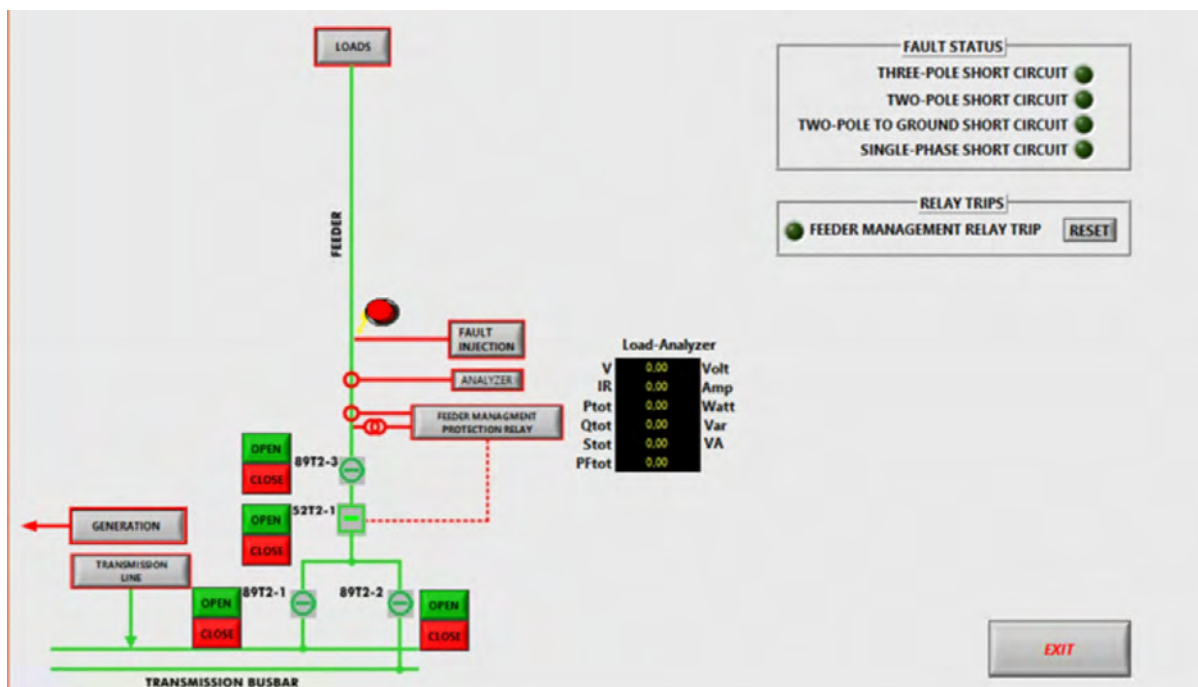 LOADS
FAULT STATUS
THREE-POLE SHORT CIRCUIT
TWO-POLE SHORT CIRCUIT
TWO-POLE TO GROUND SHORT CIRCUIT
SINGLE-PHASE SHORT CIRCUIT
RELAY TRIPS
FEEDER MANAGEMENT RELAY TRIP
RESET
FEEDER
FAULT
INJECTION
ANALYZER
FEEDER MANAGMENT
PROTECTION RELAY
Load-Analyzer
V 0,00 Volt
IR 0,00 Amp
Ptot 0,00 Watt
Qtot 0,00 Var
Stot 0,00 VA
PFtot 0,00
OPEN
CLOSE
89T2-3
OPEN
CLOSE
52T2-1
GENERATION
TRANSMISSION
LINE
OPEN
CLOSE
89T2-1
89T2-2
OPEN
CLOSE
TRANSMISSION BUSBAR
EXIT